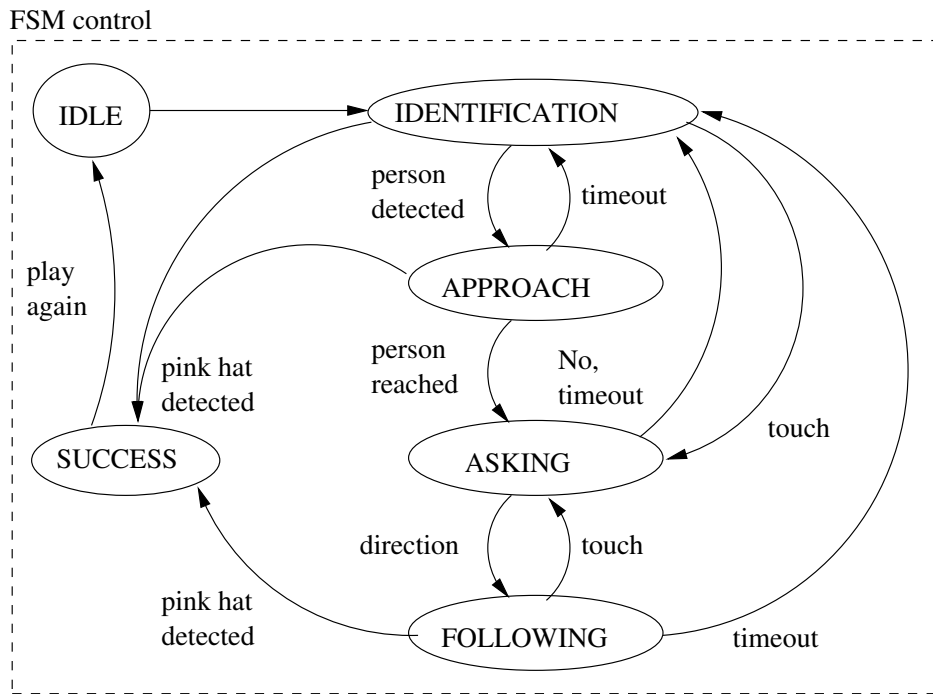 FSM control
IDLE
IDENTIFICATION
person
detected
timeout
play
again
APPROACH
pink hat
detected
person
reached
No,
timeout
touch
SUCCESS
ASKING
direction
touch
pink hat
detected
FOLLOWING
timeout